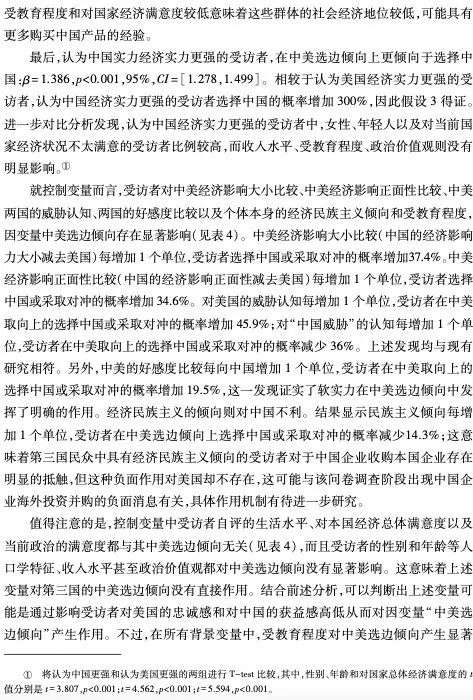 受教育程度和对国家经济满意度较低意味着这些群体的社会经济地位较低,可能具有
更多购买中国产品的经验。
最后,认为中国实力经济实力更强的受访者,在中美选边倾向上更倾向于选择中
国:β=1.386,p<0.001,95%,CI=[1.278,1.499]。相较于认为美国经济实力更强的受
访者,认为中国经济实力更强的受访者选择中国的概率增加 300%,因此假设 3 得证。
进一步对比分析发现,认为中国经济实力更强的受访者中,女性、年轻人以及对当前国
家经济状况不太满意的受访者比例较高,而收入水平、受教育程度、政治价值观则没有
明显影响。①
就控制变量而言,受访者对中美经济影响大小比较、中美经济影响正面性比较、中美
两国的威胁认知、两国的好感度比较以及个体本身的经济民族主义倾向和受教育程度,
因变量中美选边倾向存在显著影响(见表 4)。中美经济影响大小比较(中国的经济影响
力大小减去美国)每增加 1 个单位,受访者选择中国或采取对冲的概率增加37.4%。中美
经济影响正面性比较(中国的经济影响正面性减去美国)每增加 1 个单位,受访者选择
中国或采取对冲的概率增加 34.6%。对美国的威胁认知每增加 1 个单位,受访者在中美
取向上的选择中国或采取对冲的概率增加 45.9%;对“中国威胁”的认知每增加 1 个单
位,受访者在中美取向上的选择中国或采取对冲的概率减少 36%。上述发现均与现有
研究相符。另外,中美的好感度比较每向中国增加 1 个单位,受访者在中美取向上的
选择中国或采取对冲的概率增加 19.5%,这一发现证实了软实力在中美选边倾向中发
挥了明确的作用。经济民族主义的倾向则对中国不利。结果显示民族主义倾向每增
加 1 个单位,受访者在中美选边倾向上选择中国或采取对冲的概率减少14.3%;这意
味着第三国民众中具有经济民族主义倾向的受访者对于中国企业收购本国企业存在
明显的抵触,但这种负面作用对美国却不存在,这可能与该问卷调查阶段出现中国企
业海外投资并购的负面消息有关,具体作用机制有待进一步研究。
值得注意的是,控制变量中受访者自评的生活水平、对本国经济总体满意度以及
当前政治的满意度都与其中美选边倾向无关(见表 4),而且受访者的性别和年龄等人
口学特征、收入水平甚至政治价值观都对中美选边倾向没有显著影响。这意味着上述
变量对第三国的中美选边倾向没有直接作用。结合前述分析,可以判断出上述变量可
能是通过影响受访者对美国的忠诚感和对中国的获益感高低从而对因变量“中美选
边倾向”产生作用。不过,在所有背景变量中,受教育程度对中美选边倾向产生显著
① 将认为中国更强和认为美国更强的两组进行 T-test 比较,其中,性别、年龄和对国家总体经济满意度的 t
值分别是 t=3.807,p<0.001;t=4.562,p<0.001;t=5.594,p<0.001。